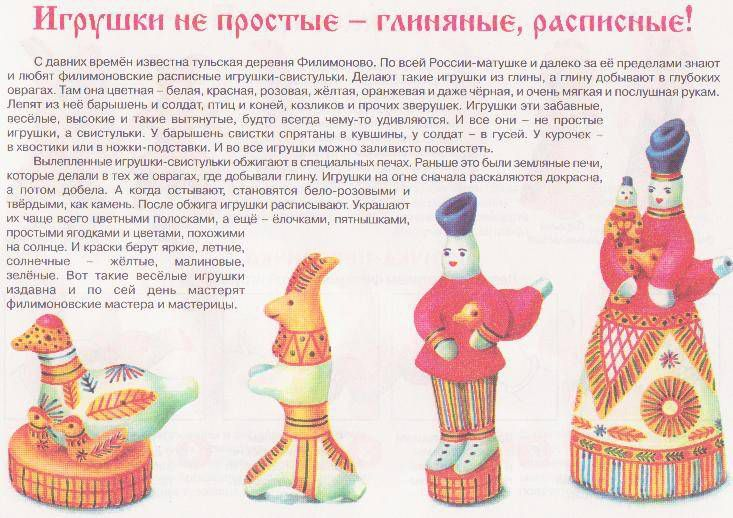 Игрушки не простые – глиняные, расписные!
С давних времён известна тульская деревня Филимоново. По всей России-матушке и далеко за её пределами знают
и любят филимоновские расписные игрушки-свистульки. Делают такие игрушки из глины, а глину добывают в глубоких
оврагах. Там она цветная – белая, красная, розовая, жёлтая, оранжевая и даже чёрная, и очень мягкая и послушная рукам.
Лепят из неё барышень и солдат, птиц и коней, козликов и прочих зверушек. Игрушки эти забавные,
весёлые, высокие и такие вытянутые, будто всегда чему-то удивляются. И все они – не простые
игрушки, а свистульки. У барышень свистки спрятаны в кувшины, у солдат – в гусей. У курочек –
в хвостики или в ножки-подставки. И во все игрушки можно заливисто посвистеть.
Вылепленные игрушки-свистульки обжигают в специальных печах. Раньше это были земляные печи,
которые делали в тех же оврагах, где добывали глину. Игрушки на огне сначала раскаляются докрасна,
а потом добела. А когда остывают, становятся бело-розовыми и
твёрдыми, как камень. После обжига игрушки расписывают. Украшают
их чаще всего цветными полосками, а ещё – ёлочками, пятнышками,
простыми ягодками и цветами, похожими
на солнце. И краски берут яркие, летние,
солнечные – жёлтые, малиновые,
зелёные. Вот такие весёлые игрушки
издавна и по сей день мастерят
филимоновские мастера и мастерицы.